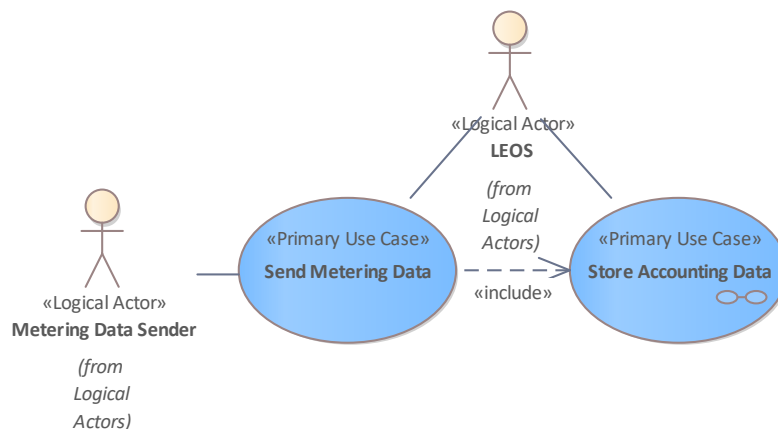 «Logical Actor»
LEOS
(from
Logical
Actors)
«Primary Use Case»
Send Metering Data
«Primary Use Case»
Store Accounting Data
«include»
«Logical Actor»
Metering Data Sender
(from
Logical
Actors)